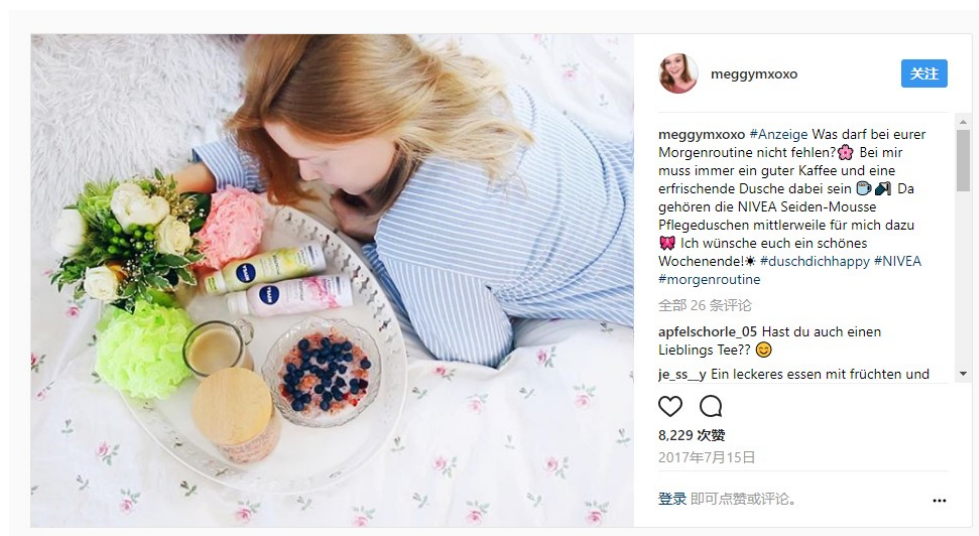 meggymxoxo
关注
meggymxoxo #Anzeige Was darf bei eurer
Morgenroutine nicht fehlen?🌸 Bei mir
muss immer ein guter Kaffee und eine
erfrischende Dusche dabei sein Da
gehören die NIVEA Seiden-Mousse
Pflegeduschen mittlerweile für mich dazu
🎀 Ich wünsche euch ein schönes
Wochenende!☀ #duschdichhappy #NIVEA
#morgenroutine
全部 26 条评论
apfelschorle_05 Hast du auch einen
Lieblings Tee?? 😊
je_ss__y Ein leckeres essen mit früchten und
8,229 次赞
2017年7月15日
登录 即可点赞或评论。
NIVEA
NIVEA